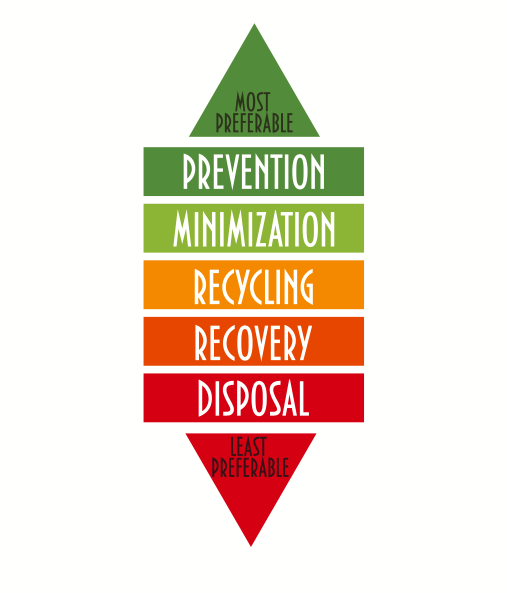 MOST
PREFERABLE
PREVENTION
MINIMIZATION
RECYCLING
RECOVERY
DISPOSAL
LEAST
PREFERABLE